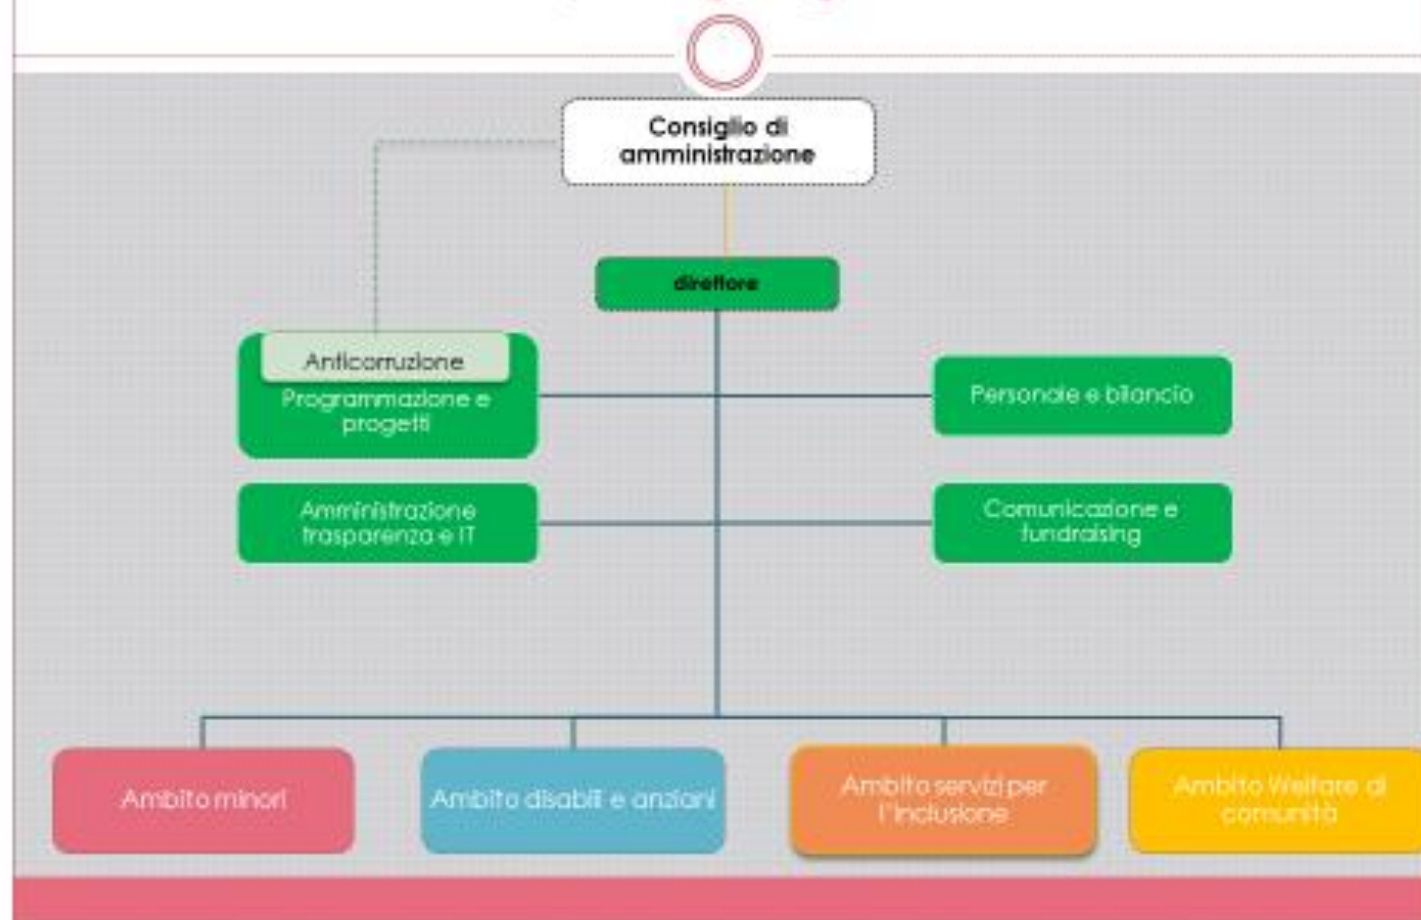 Consiglio di
amministrazione
direttore
Anticorruzione
Programmazione e
progetti
Personale e bilancio
Amministrazione
trasparenza e IT
Comunicazione e
fundraising
Ambito minori
Ambito disabili e anziani
Ambito servizi per
l'inclusione
Ambito Welfare di
comunità